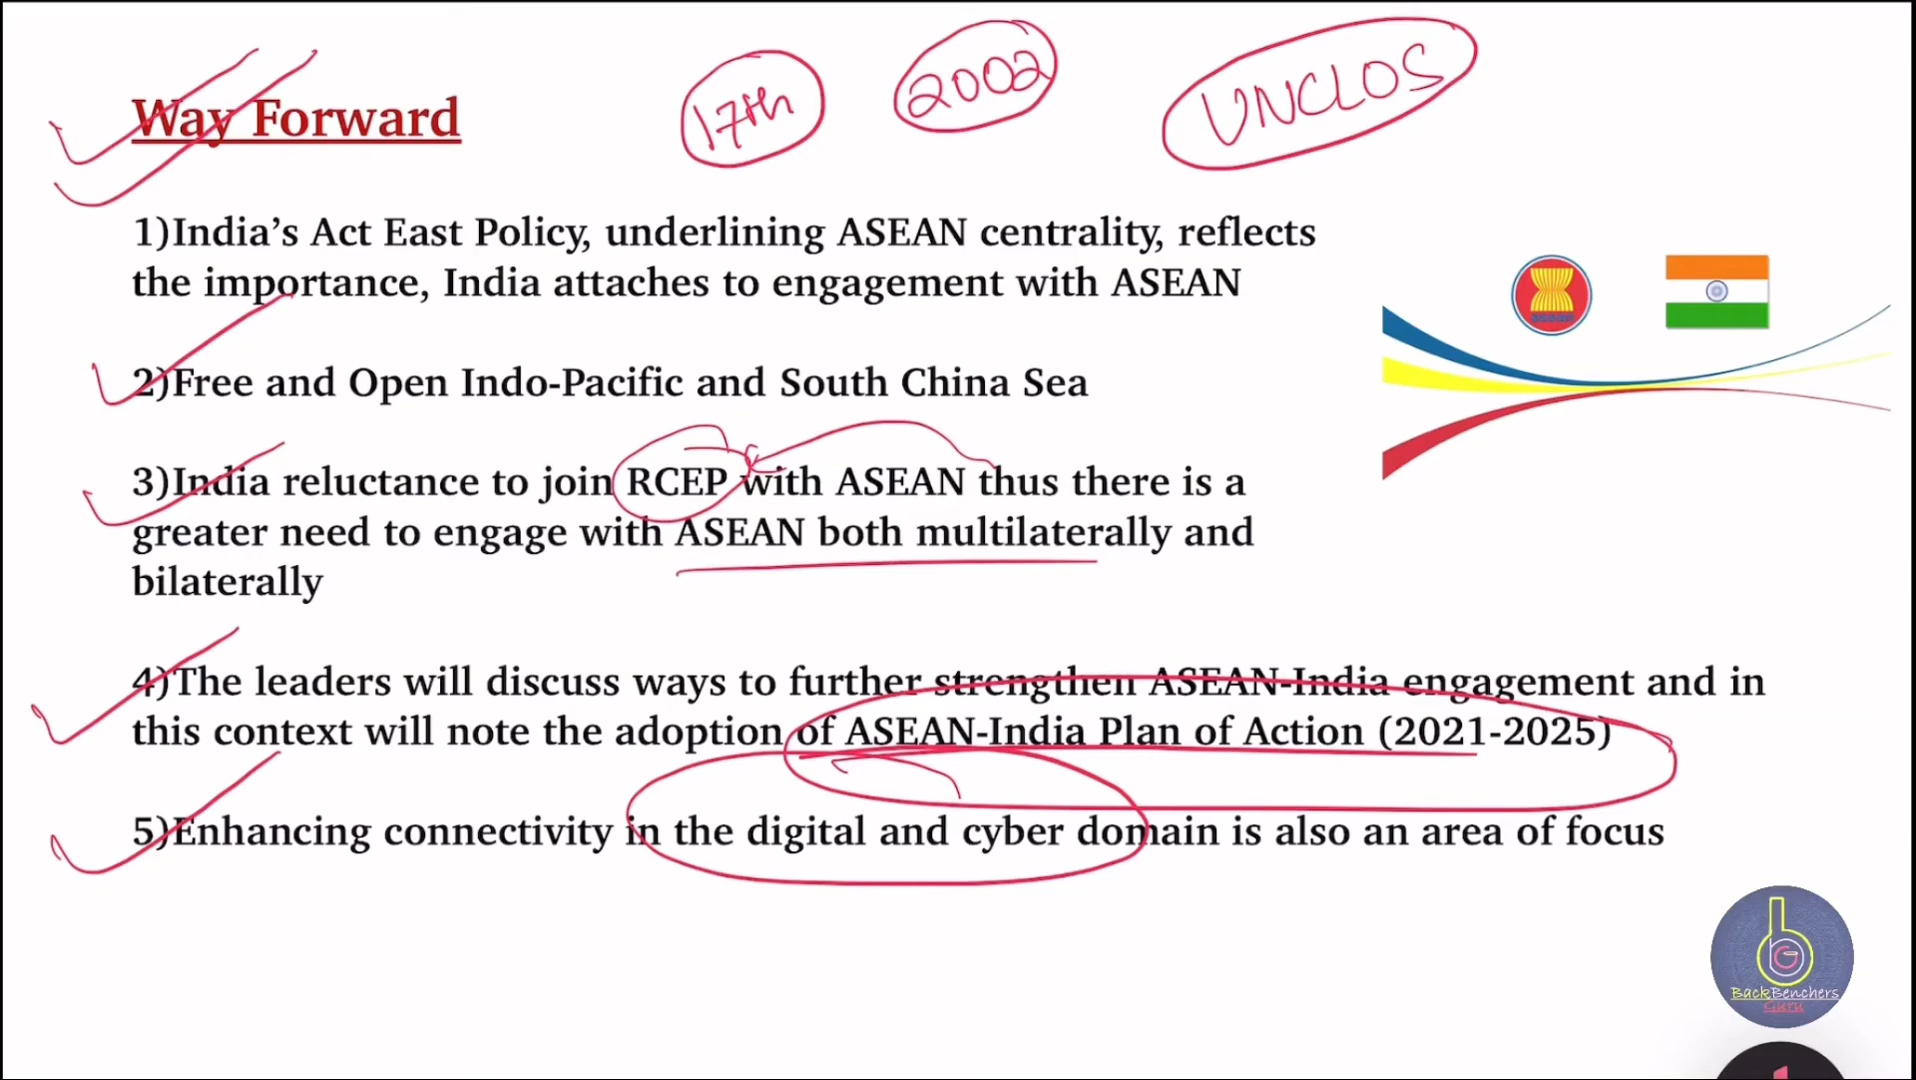 17th
2002
UNCLOS
Way Forward
1)India’s Act East Policy, underlining ASEAN centrality, reflects
the importance, India attaches to engagement with ASEAN
2)Free and Open Indo-Pacific and South China Sea
3)India reluctance to join RCEP with ASEAN thus there is a
greater need to engage with ASEAN both multilaterally and
bilaterally
4)The leaders will discuss ways to further strengthen ASEAN-India engagement and in
this context will note the adoption of ASEAN-India Plan of Action (2021-2025)
5)Enhancing connectivity in the digital and cyber domain is also an area of focus
BackBenchers
Guru